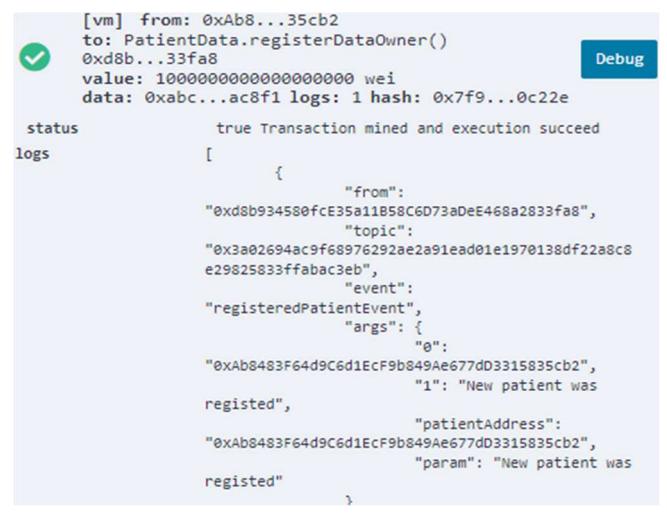 [vm] from: 0xAb8...35cb2
to: PatientData.registerDataOwner()
0xd8b...33fa8
Debug
value: 1000000000000000000 wei
data: 0xabc...ac8f1 logs: 1 hash: 0x7f9...0c22e
status true Transaction mined and execution succeed
logs [
{
"from":
"0xd8b934580fcE35a11B58C6D73aDeE468a2833fa8",
"topic":
"0x3a02694ac9f68976292ae2a91ead01e1970138df22a8c8
e29825833ffabac3eb",
"event":
"registeredPatientEvent",
"args": {
"0":
"0xAb8483F64d9C6d1EcF9b849Ae677dD3315835cb2",
"1": "New patient was
registed",
"patientAddress":
"0xAb8483F64d9C6d1EcF9b849Ae677dD3315835cb2",
"param": "New patient was
registed"
}